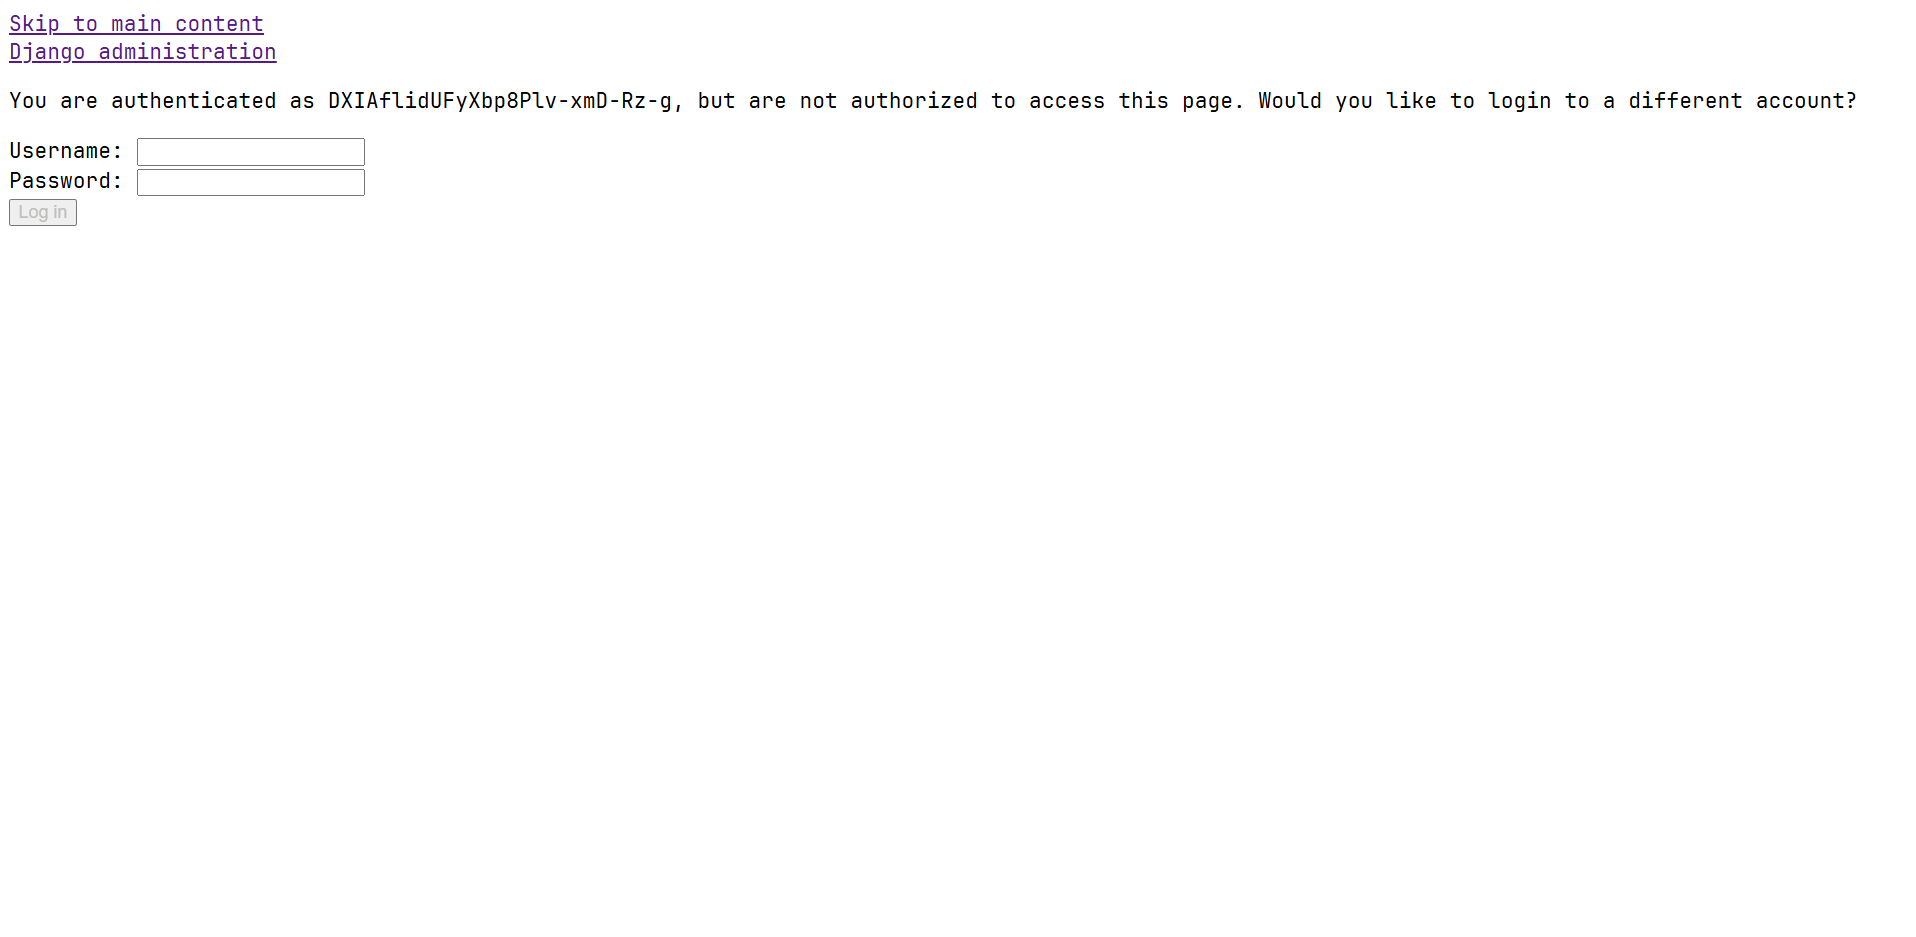 Skip to main content
Django administration
You are authenticated as DXIAflidUFyXbp8Plv-xmD-Rz-g, but are not authorized to access this page. Would you like to login to a different account?
Username:
Password:
Log in